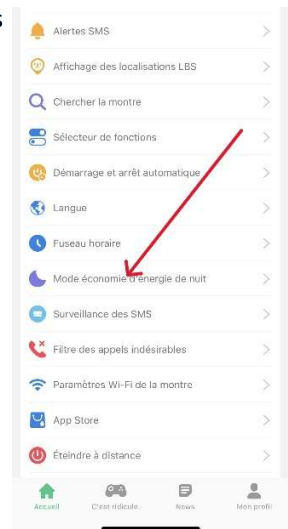 s
Alertes SMS
Affichage des localisations LBS
Chercher la montre
Sélecteur de fonctions
Démarrage et arrêt automatique
Langue
Fuseau horaire
Mode économie d'énergie de nuit
Surveillance des SMS
Filtre des appels indésirables
Paramètres Wi-Fi de la montre
App Store
Éteindre à distance
Accueil C'est ridicule. News Mon profil